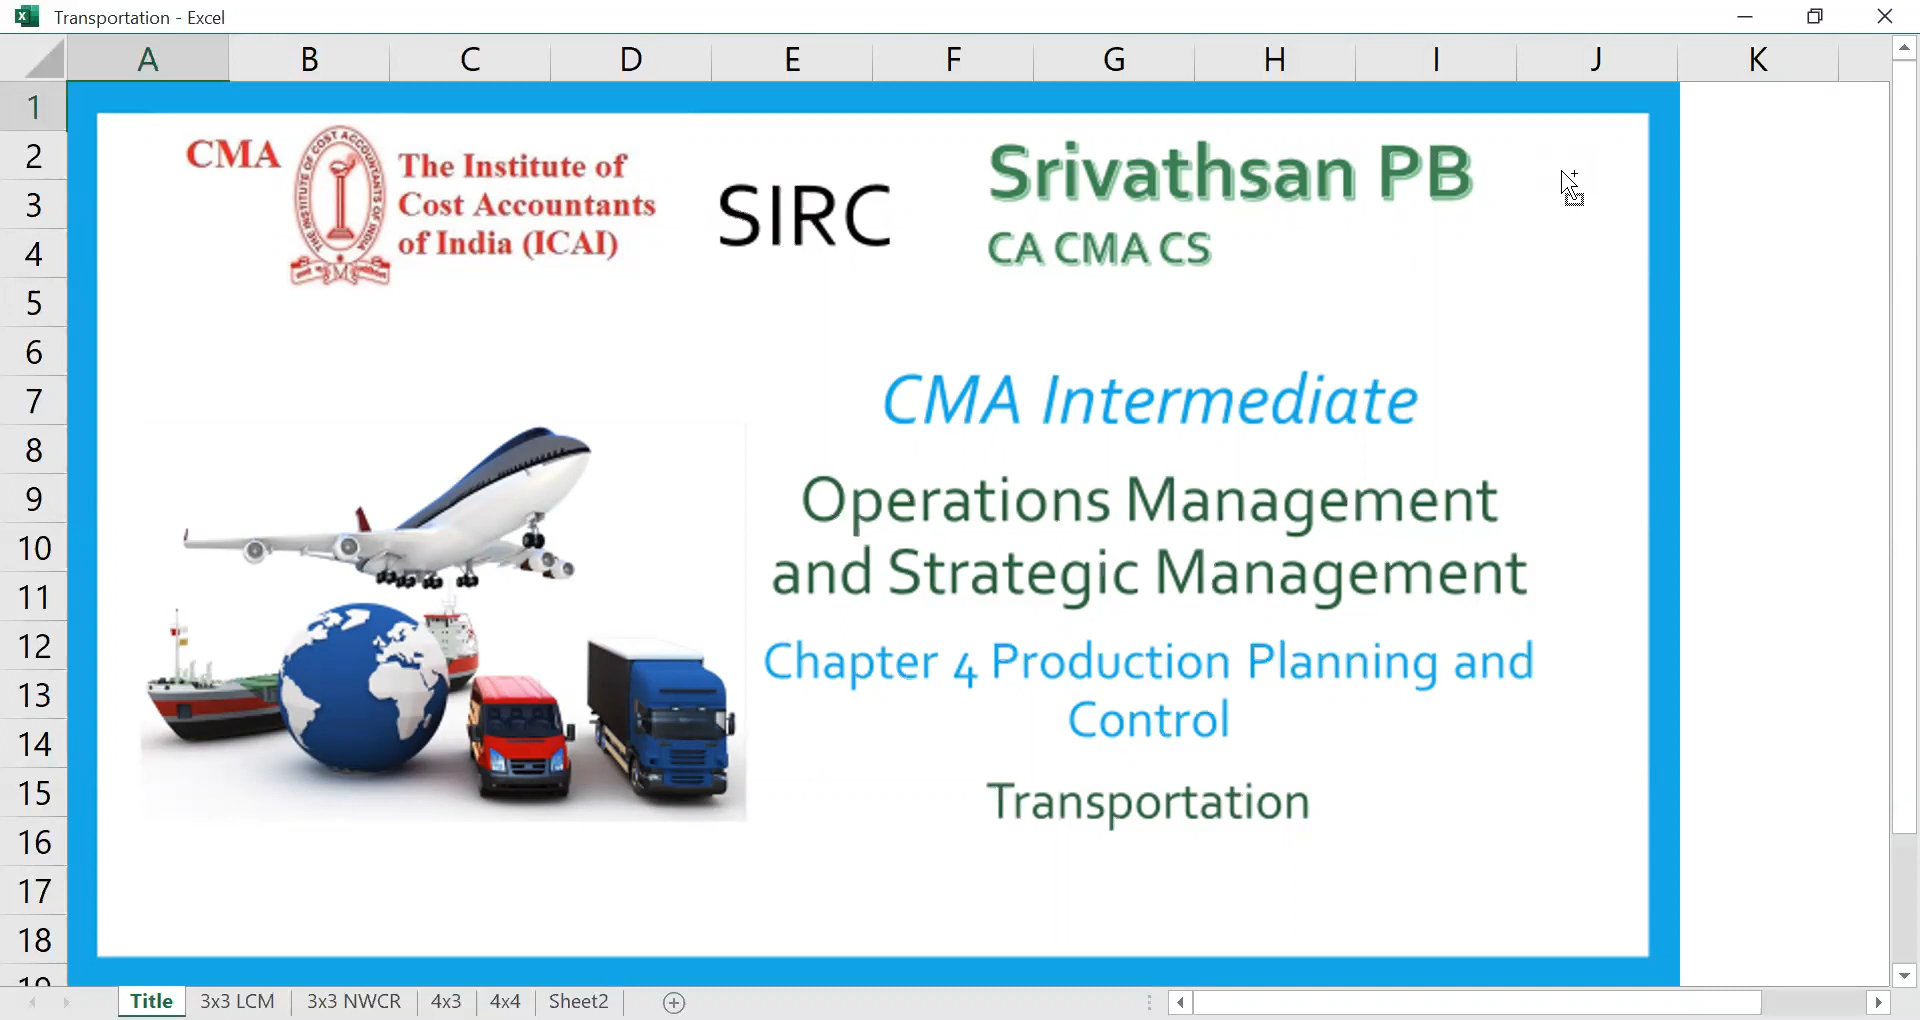 Transportation - Excel
A B C D E F G H I J K
1
2
3
4
5
6
7
8
9
10
11
12
13
14
15
16
17
18
19
CMA
The Institute of
Cost Accountants
of India (ICAI)
SIRC
Srivathsan PB
CA CMA CS
CMA Intermediate
Operations Management
and Strategic Management
Chapter 4 Production Planning and
Control
Transportation
Title 3x3 LCM 3x3 NWCR 4x3 4x4 Sheet2